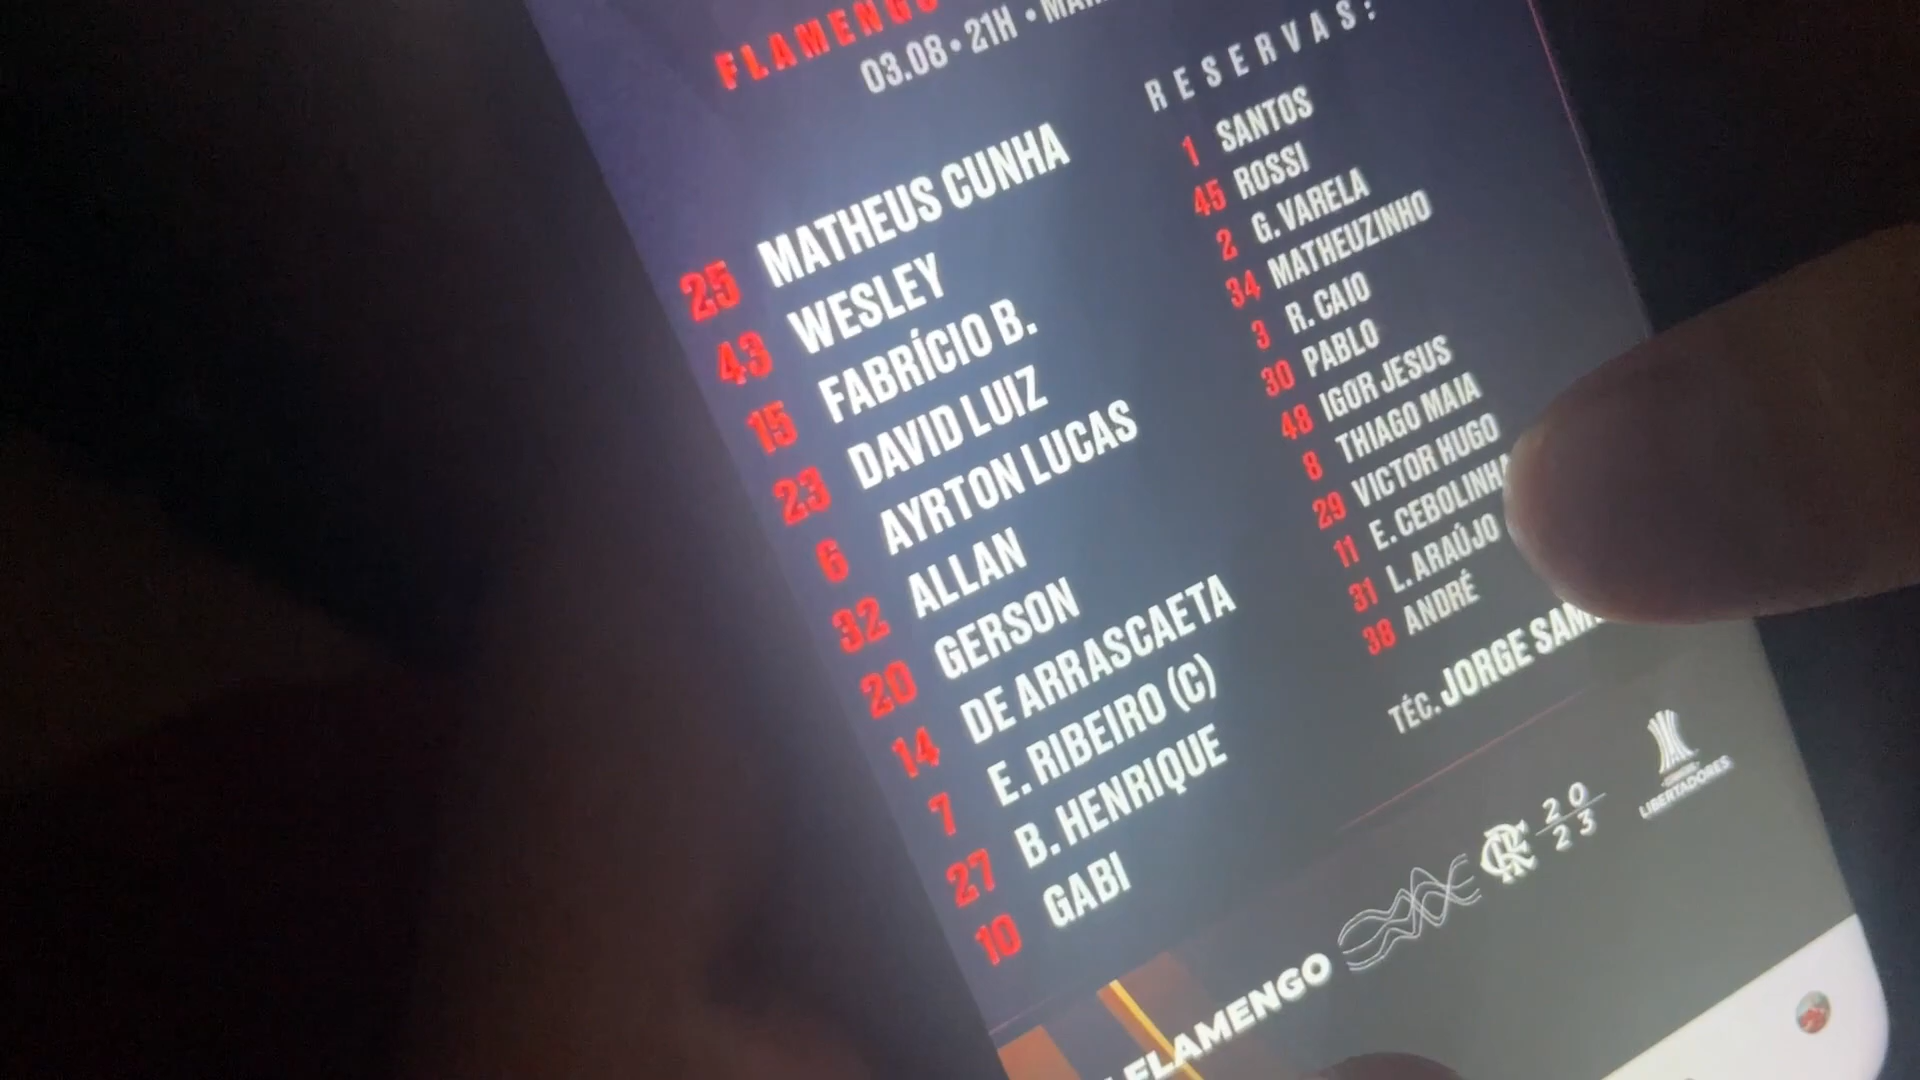 FLAMENGO
03.08 • 21H •
25 MATHEUS CUNHA
43 WESLEY
15 FABRÍCIO B.
23 DAVID LUIZ
6 AYRTON LUCAS
32 ALLAN
20 GERSON
14 DE ARRASCAETA
7 E. RIBEIRO (C)
27 B. HENRIQUE
10 GABI
RESERVAS:
1 SANTOS
45 ROSSI
2 G. VARELA
34 MATHEUZINHO
3 R. CAIO
30 PABLO
48 IGOR JESUS
8 THIAGO MAIA
29 VICTOR HUGO
11 E. CEBOLINHA
31 L. ARAÚJO
38 ANDRÉ
TÉC. JORGE
FLAMENGO
20
23
LIBERTADORES